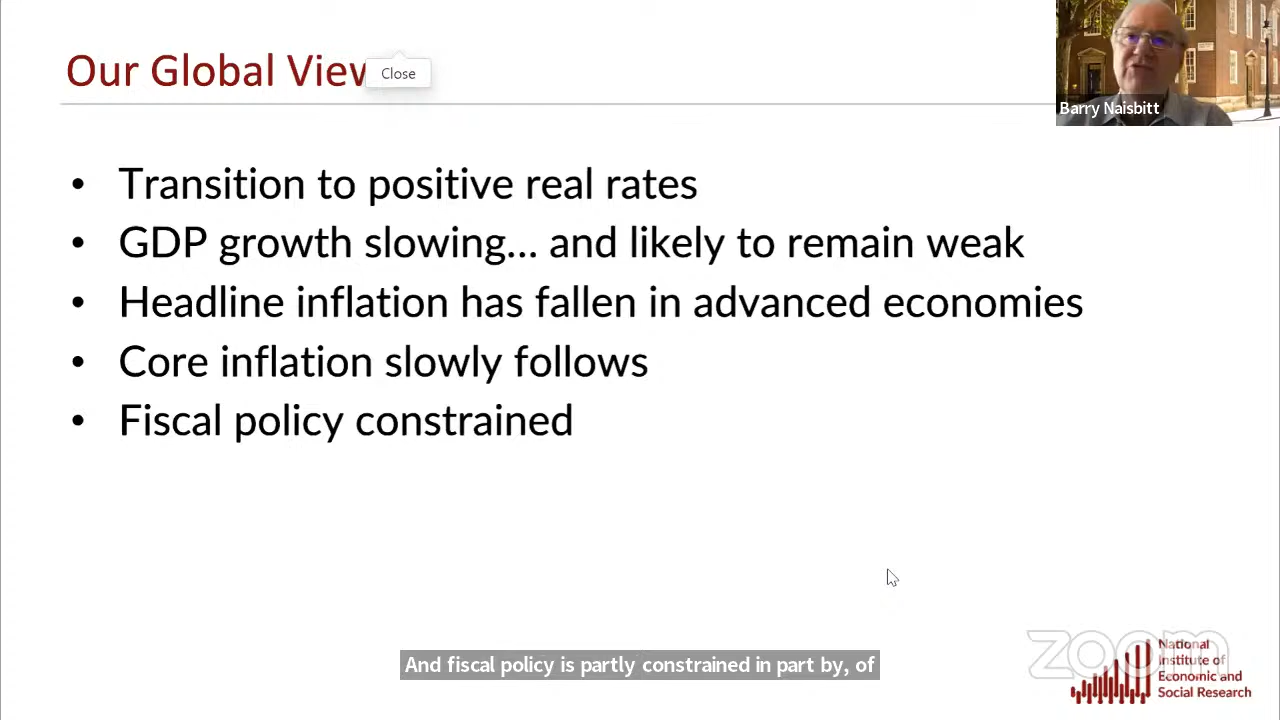 Our Global View
Close
Barry Naisbitt
• Transition to positive real rates
• GDP growth slowing... and likely to remain weak
• Headline inflation has fallen in advanced economies
• Core inflation slowly follows
• Fiscal policy constrained
And fiscal policy is partly constrained in part by, of
zoom
National
Institute of
Economic and
Social Research